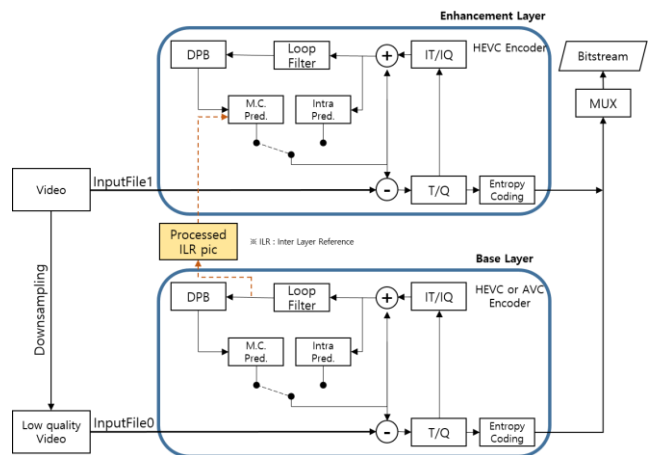 Enhancement Layer
DPB
Loop
Filter
+
IT/IQ
HEVC Encoder
Bitstream
M.C.
Pred.
Intra
Pred.
MUX
Video
InputFile1
-
T/Q
Entropy
Coding
Processed
ILR pic
※ ILR : Inter Layer Reference
Downsampling
Base Layer
DPB
Loop
Filter
+
IT/IQ
HEVC or AVC
Encoder
M.C.
Pred.
Intra
Pred.
Low quality
Video
InputFile0
-
T/Q
Entropy
Coding